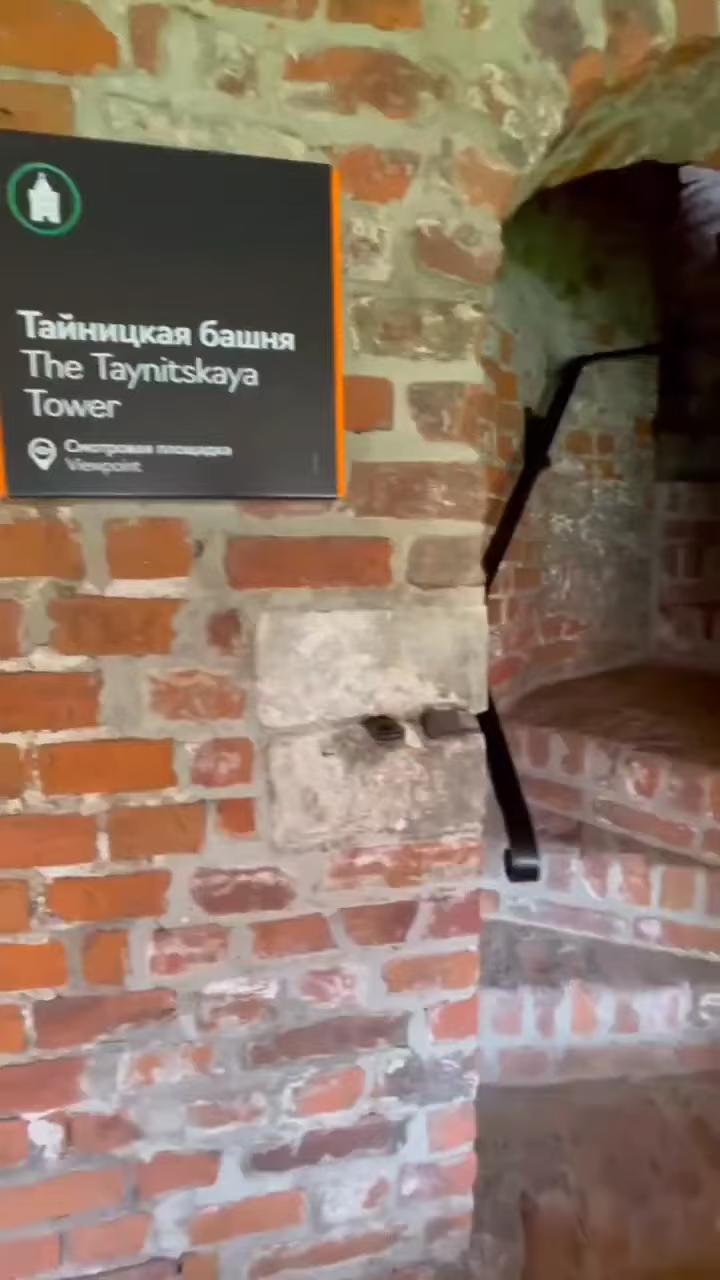 Тайницкая башня
The Taynitskaya
Tower
Смотровая площадка
Viewpoint